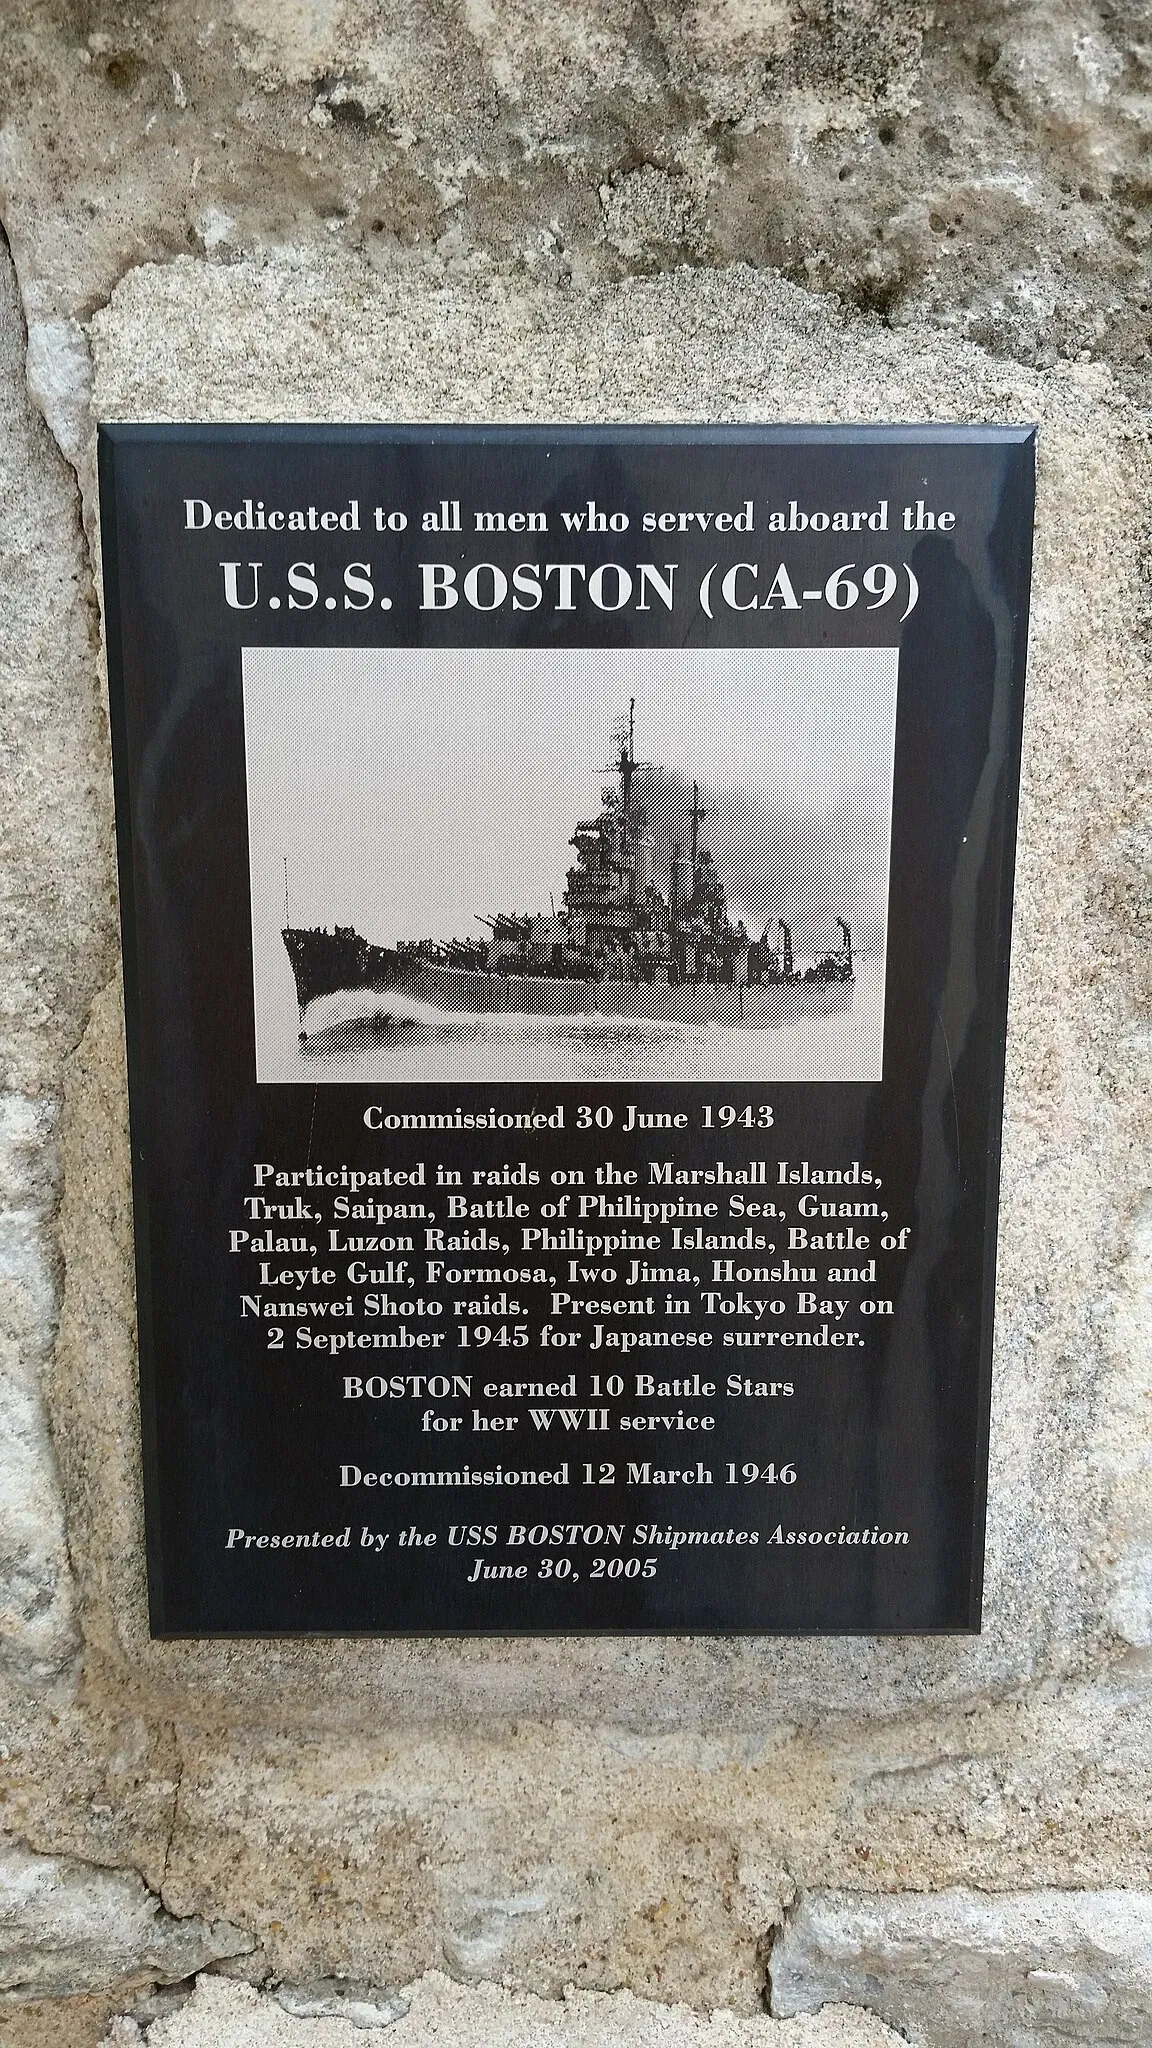 Dedicated to all men who served aboard the
U.S.S. BOSTON (CA-69)
Commissioned 30 June 1943
Participated in raids on the Marshall Islands,
Truk, Saipan, Battle of Philippine Sea, Guam,
Palau, Luzon Raids, Philippine Islands, Battle of
Leyte Gulf, Formosa, Iwo Jima, Honshu and
Nanswei Shoto raids. Present in Tokyo Bay on
2 September 1945 for Japanese surrender.
BOSTON earned 10 Battle Stars
for her WWII service
Decommissioned 12 March 1946
Presented by the USS BOSTON Shipmates Association
June 30, 2005